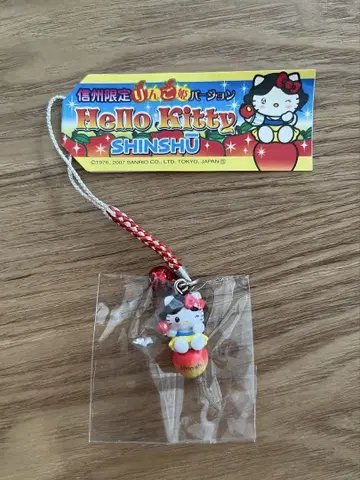 信州限定りんご姫バージョン
Hello Kitty
SHINSHŪ
©1976, 2007 SANRIO CO., LTD. TOKYO, JAPAN